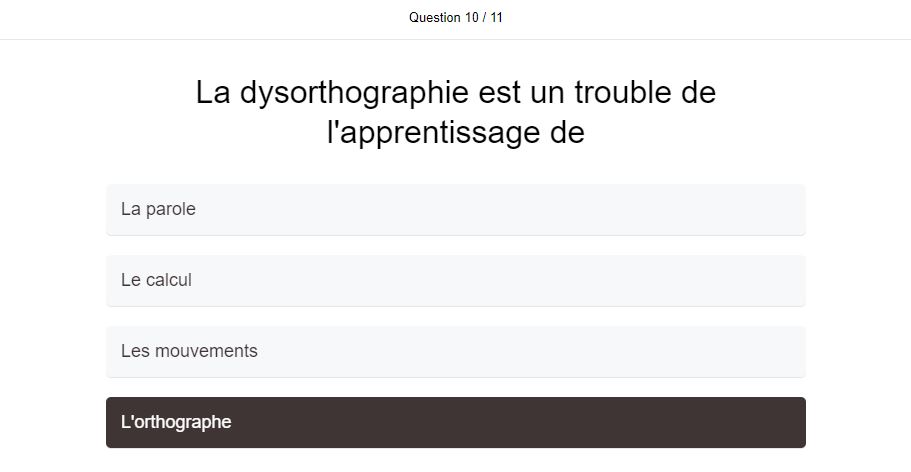 Question 10 / 11
La dysorthographie est un trouble de
l'apprentissage de
La parole
Le calcul
Les mouvements
L'orthographe